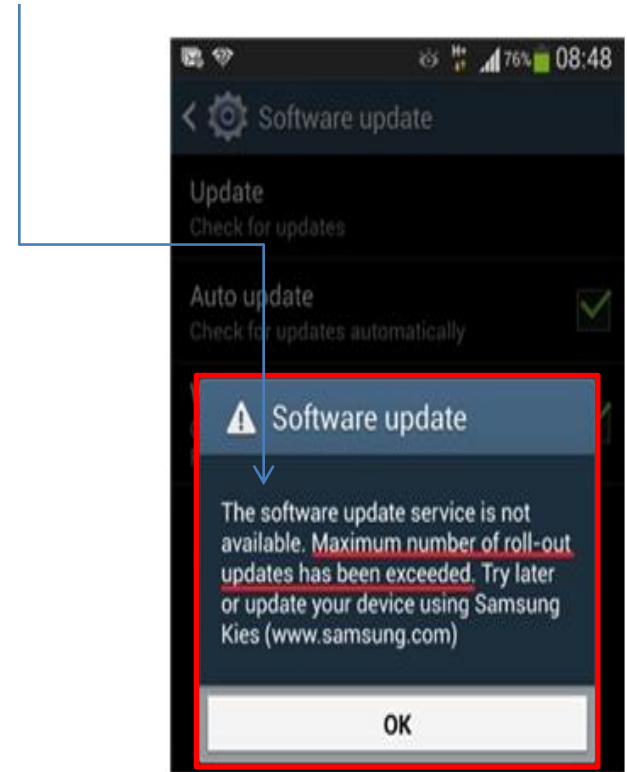 H+ 76% 08:48
Software update
Update
Check for updates
Auto update
Check for updates automatically
Software update
The software update service is not
available. Maximum number of roll-out
updates has been exceeded. Try later
or update your device using Samsung
Kies (www.samsung.com)
OK